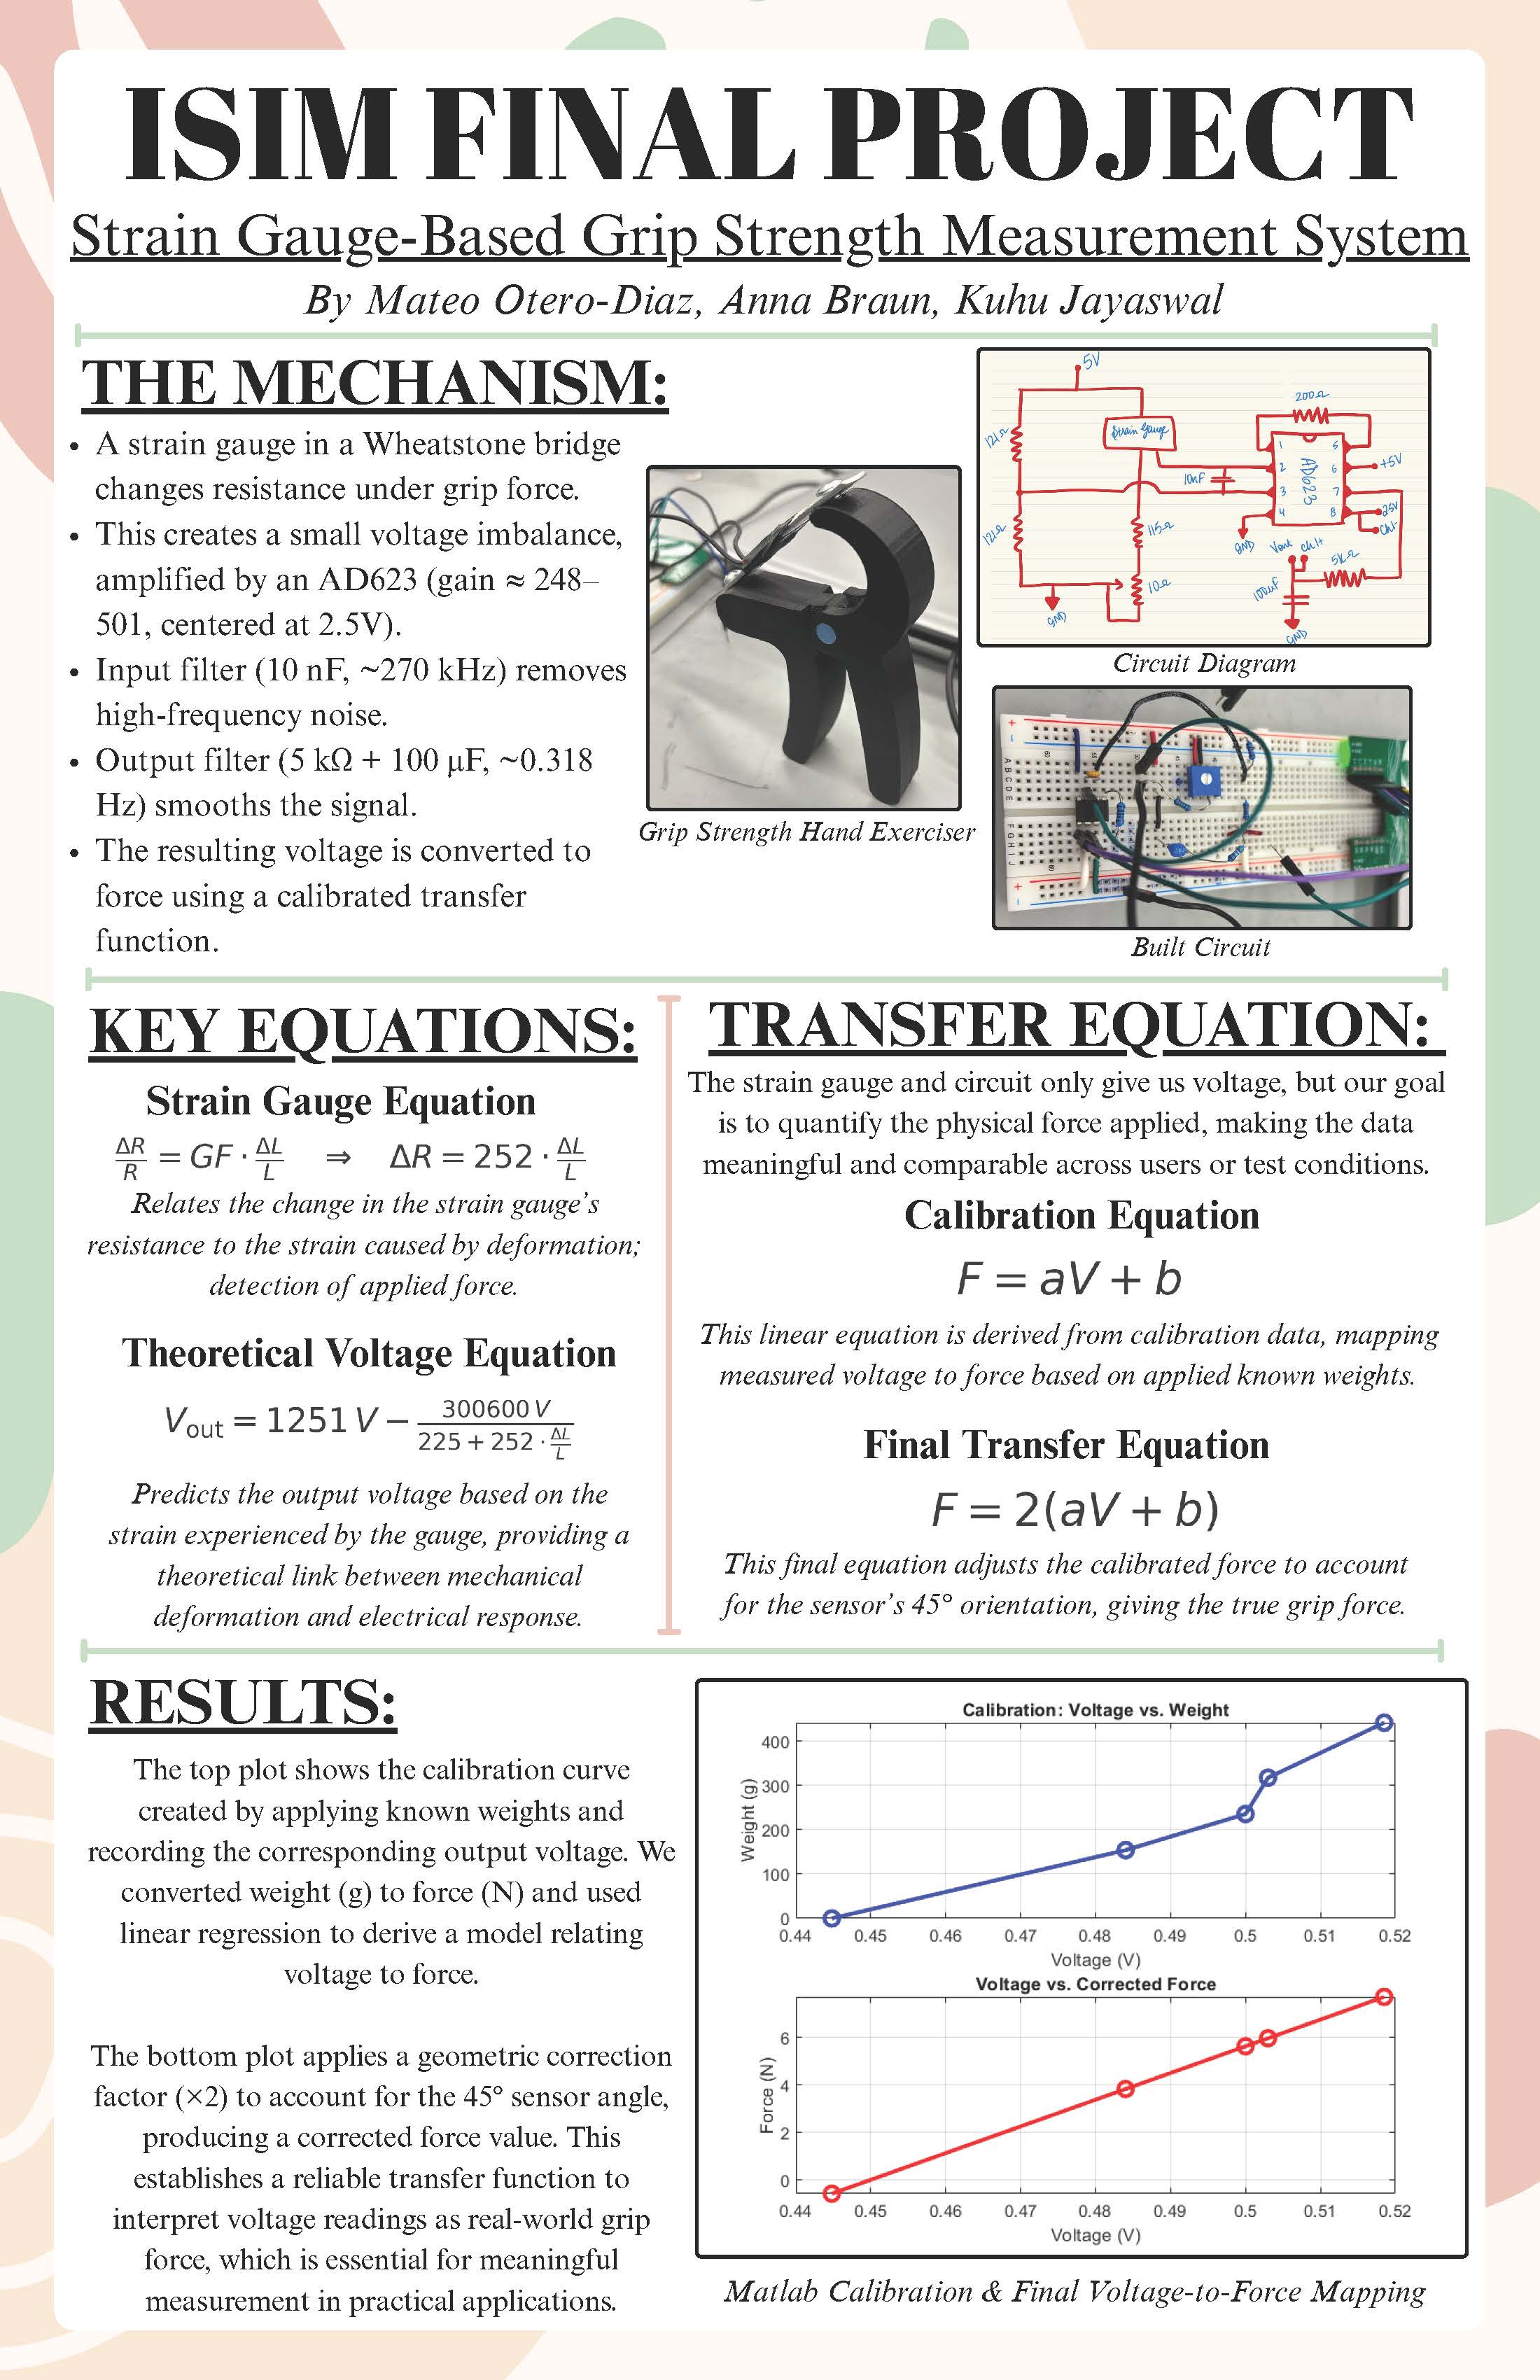 ISIM FINAL PROJECT
Strain Gauge-Based Grip Strength Measurement System
By Mateo Otero-Diaz, Anna Braun, Kuhu Jayaswal
THE MECHANISM:
• A strain gauge in a Wheatstone bridge
changes resistance under grip force.
• This creates a small voltage imbalance,
amplified by an AD623 (gain ≈ 248–
501, centered at 2.5V).
• Input filter (10 nF, ~270 kHz) removes
high-frequency noise.
• Output filter (5 kΩ + 100 μF, ~0.318
Hz) smooths the signal.
• The resulting voltage is converted to
force using a calibrated transfer
function.
Grip Strength Hand Exerciser
5V
121Ω
Strain Gauge
200Ω
1
5
2
6
+5V
10nF
AD623
3
7
4
8
2.5V
Ch1-
121Ω
115Ω
GND
Vout
ch1+
5kΩ
10Ω
100uF
GND
GND
Circuit Diagram
Built Circuit
KEY EQUATIONS:
Strain Gauge Equation
ΔR/R = GF · ΔL/L ⇒ ΔR = 252 · ΔL/L
Relates the change in the strain gauge's
resistance to the strain caused by deformation;
detection of applied force.
Theoretical Voltage Equation
Vout = 1251 V − 300600 V / (225 + 252 · ΔL/L)
Predicts the output voltage based on the
strain experienced by the gauge, providing a
theoretical link between mechanical
deformation and electrical response.
TRANSFER EQUATION:
The strain gauge and circuit only give us voltage, but our goal
is to quantify the physical force applied, making the data
meaningful and comparable across users or test conditions.
Calibration Equation
F = aV + b
This linear equation is derived from calibration data, mapping
measured voltage to force based on applied known weights.
Final Transfer Equation
F = 2(aV + b)
This final equation adjusts the calibrated force to account
for the sensor's 45° orientation, giving the true grip force.
RESULTS:
The top plot shows the calibration curve
created by applying known weights and
recording the corresponding output voltage. We
converted weight (g) to force (N) and used
linear regression to derive a model relating
voltage to force.
The bottom plot applies a geometric correction
factor (×2) to account for the 45° sensor angle,
producing a corrected force value. This
establishes a reliable transfer function to
interpret voltage readings as real-world grip
force, which is essential for meaningful
measurement in practical applications.
Calibration: Voltage vs. Weight
Weight (g)
400
300
200
100
0
0.44 0.45 0.46 0.47 0.48 0.49 0.5 0.51 0.52
Voltage (V)
Voltage vs. Corrected Force
Force (N)
6
4
2
0
0.44 0.45 0.46 0.47 0.48 0.49 0.5 0.51 0.52
Voltage (V)
Matlab Calibration & Final Voltage-to-Force Mapping